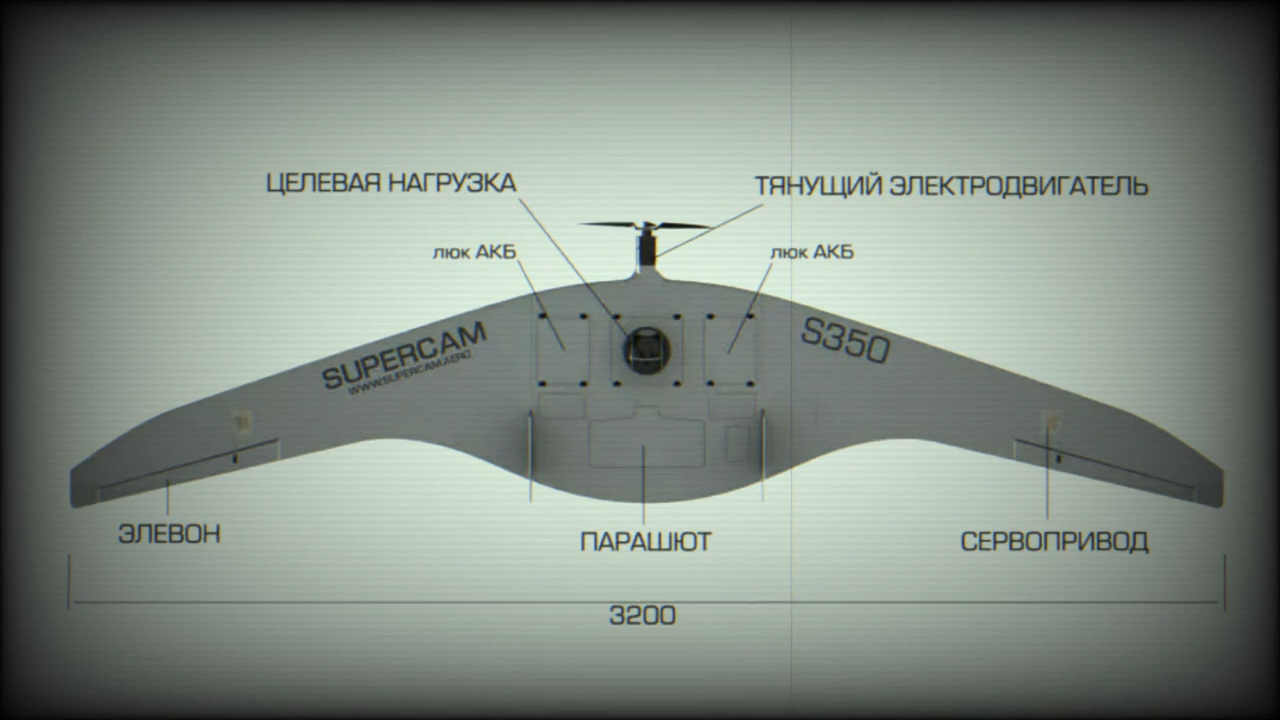 ЦЕЛЕВАЯ НАГРУЗКА
ТЯНУЩИЙ ЭЛЕКТРОДВИГАТЕЛЬ
люк АКБ
люк АКБ
SUPERCAM
WWW.SUPERCAM.AERO
S350
ЭЛЕВОН
ПАРАШЮТ
СЕРВОПРИВОД
3200